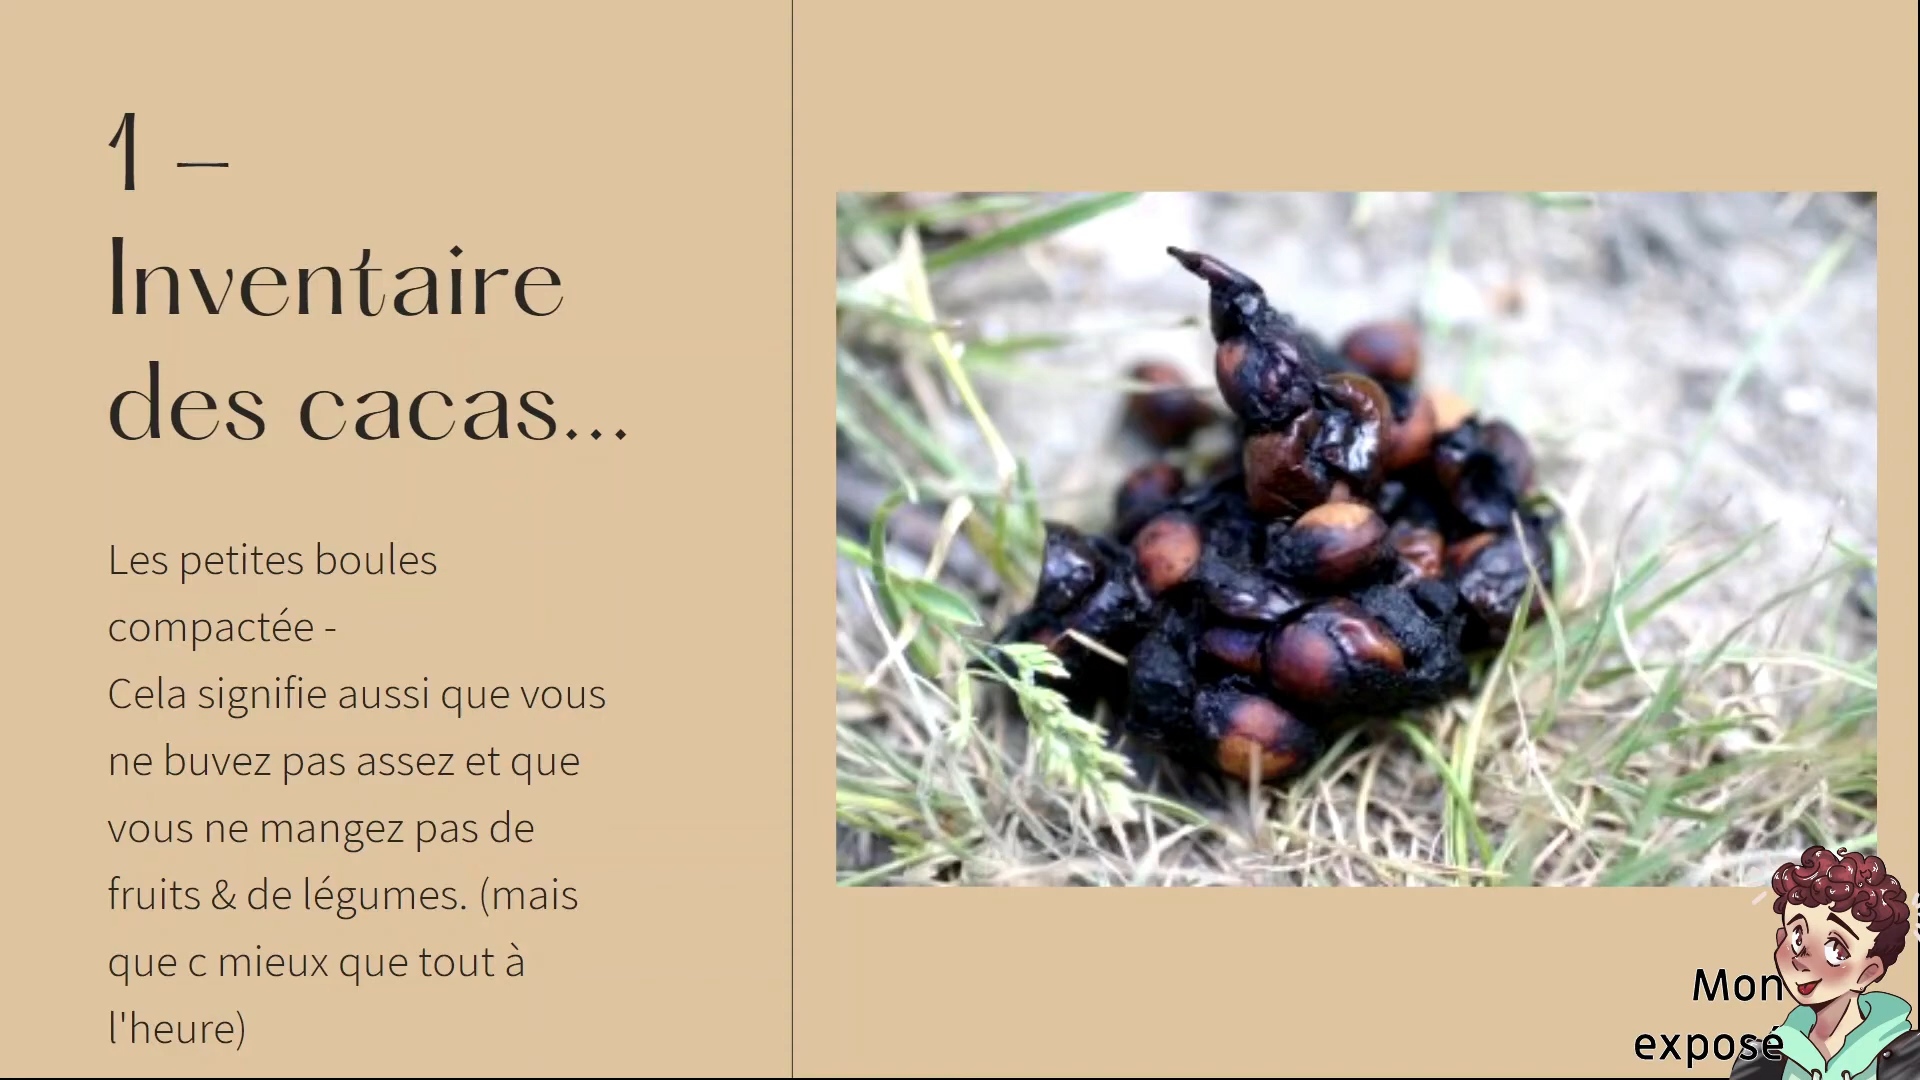 1 –
Inventaire
des cacas...
Les petites boules
compactée -
Cela signifie aussi que vous
ne buvez pas assez et que
vous ne mangez pas de
fruits & de légumes. (mais
que c mieux que tout à
l'heure)
Mon
exposé